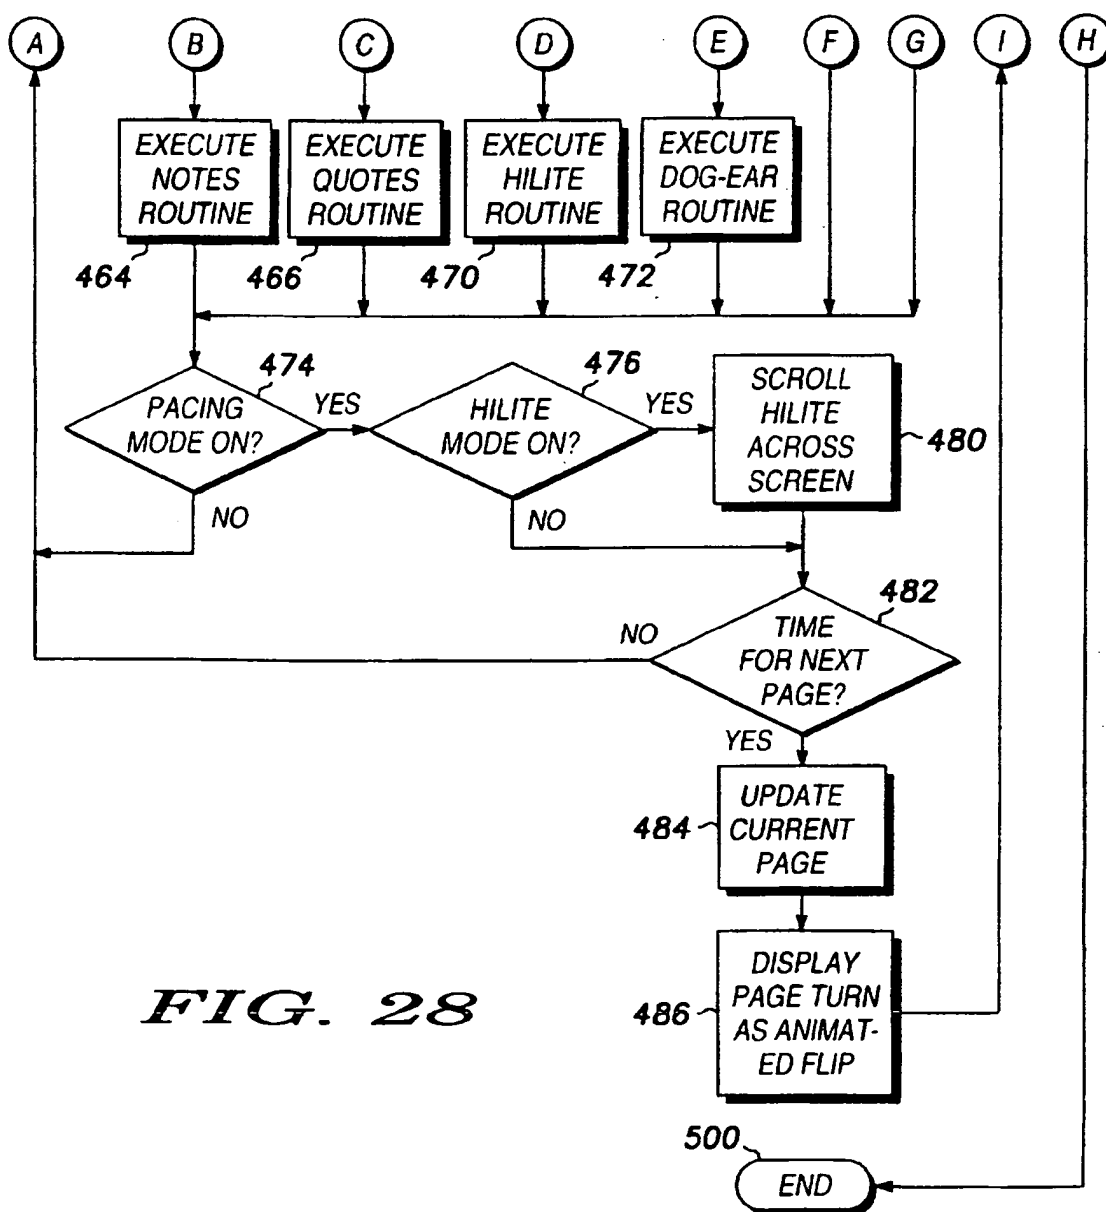 A B C D E F G I H
EXECUTE
NOTES
ROUTINE
464
EXECUTE
QUOTES
ROUTINE
466
EXECUTE
HILITE
ROUTINE
470
EXECUTE
DOG-EAR
ROUTINE
472
PACING
MODE ON?
474
YES
NO
HILITE
MODE ON?
476
YES
NO
SCROLL
HILITE
ACROSS
SCREEN
480
TIME
FOR NEXT
PAGE?
482
NO
YES
UPDATE
CURRENT
PAGE
484
DISPLAY
PAGE TURN
AS ANIMAT-
ED FLIP
486
FIG. 28
500
END